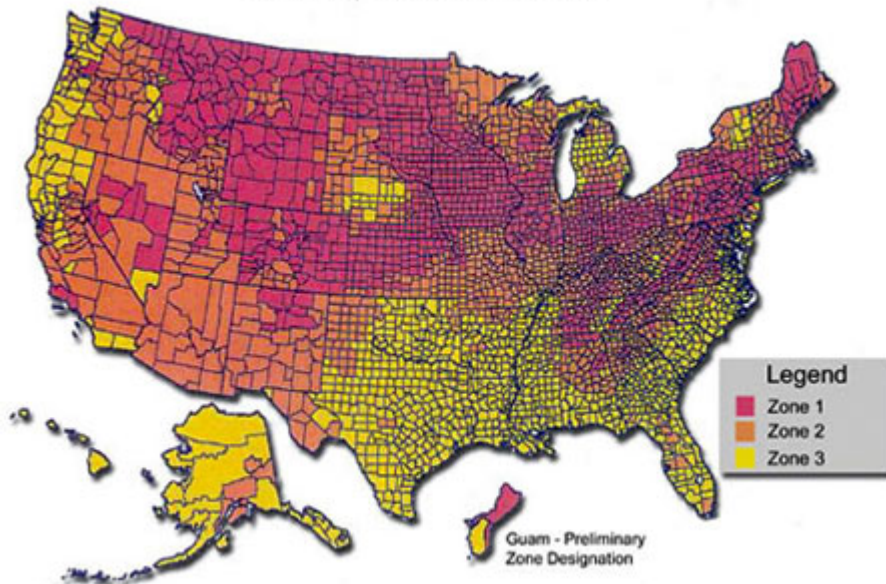 Legend
Zone 1
Zone 2
Zone 3
Guam - Preliminary
Zone Designation